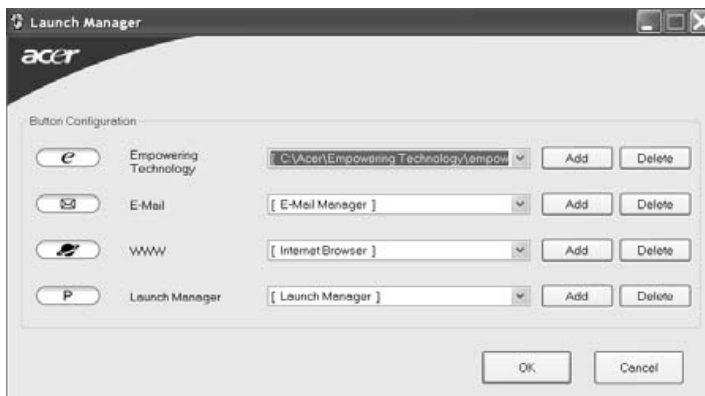 Launch Manager
acer
Button Configuration
e Empowering Technology [ C:\Acer\Empowering Technology\empow Add Delete
E-Mail [ E-Mail Manager ] Add Delete
WWW [ Internet Browser ] Add Delete
P Launch Manager [ Launch Manager ] Add Delete
OK Cancel